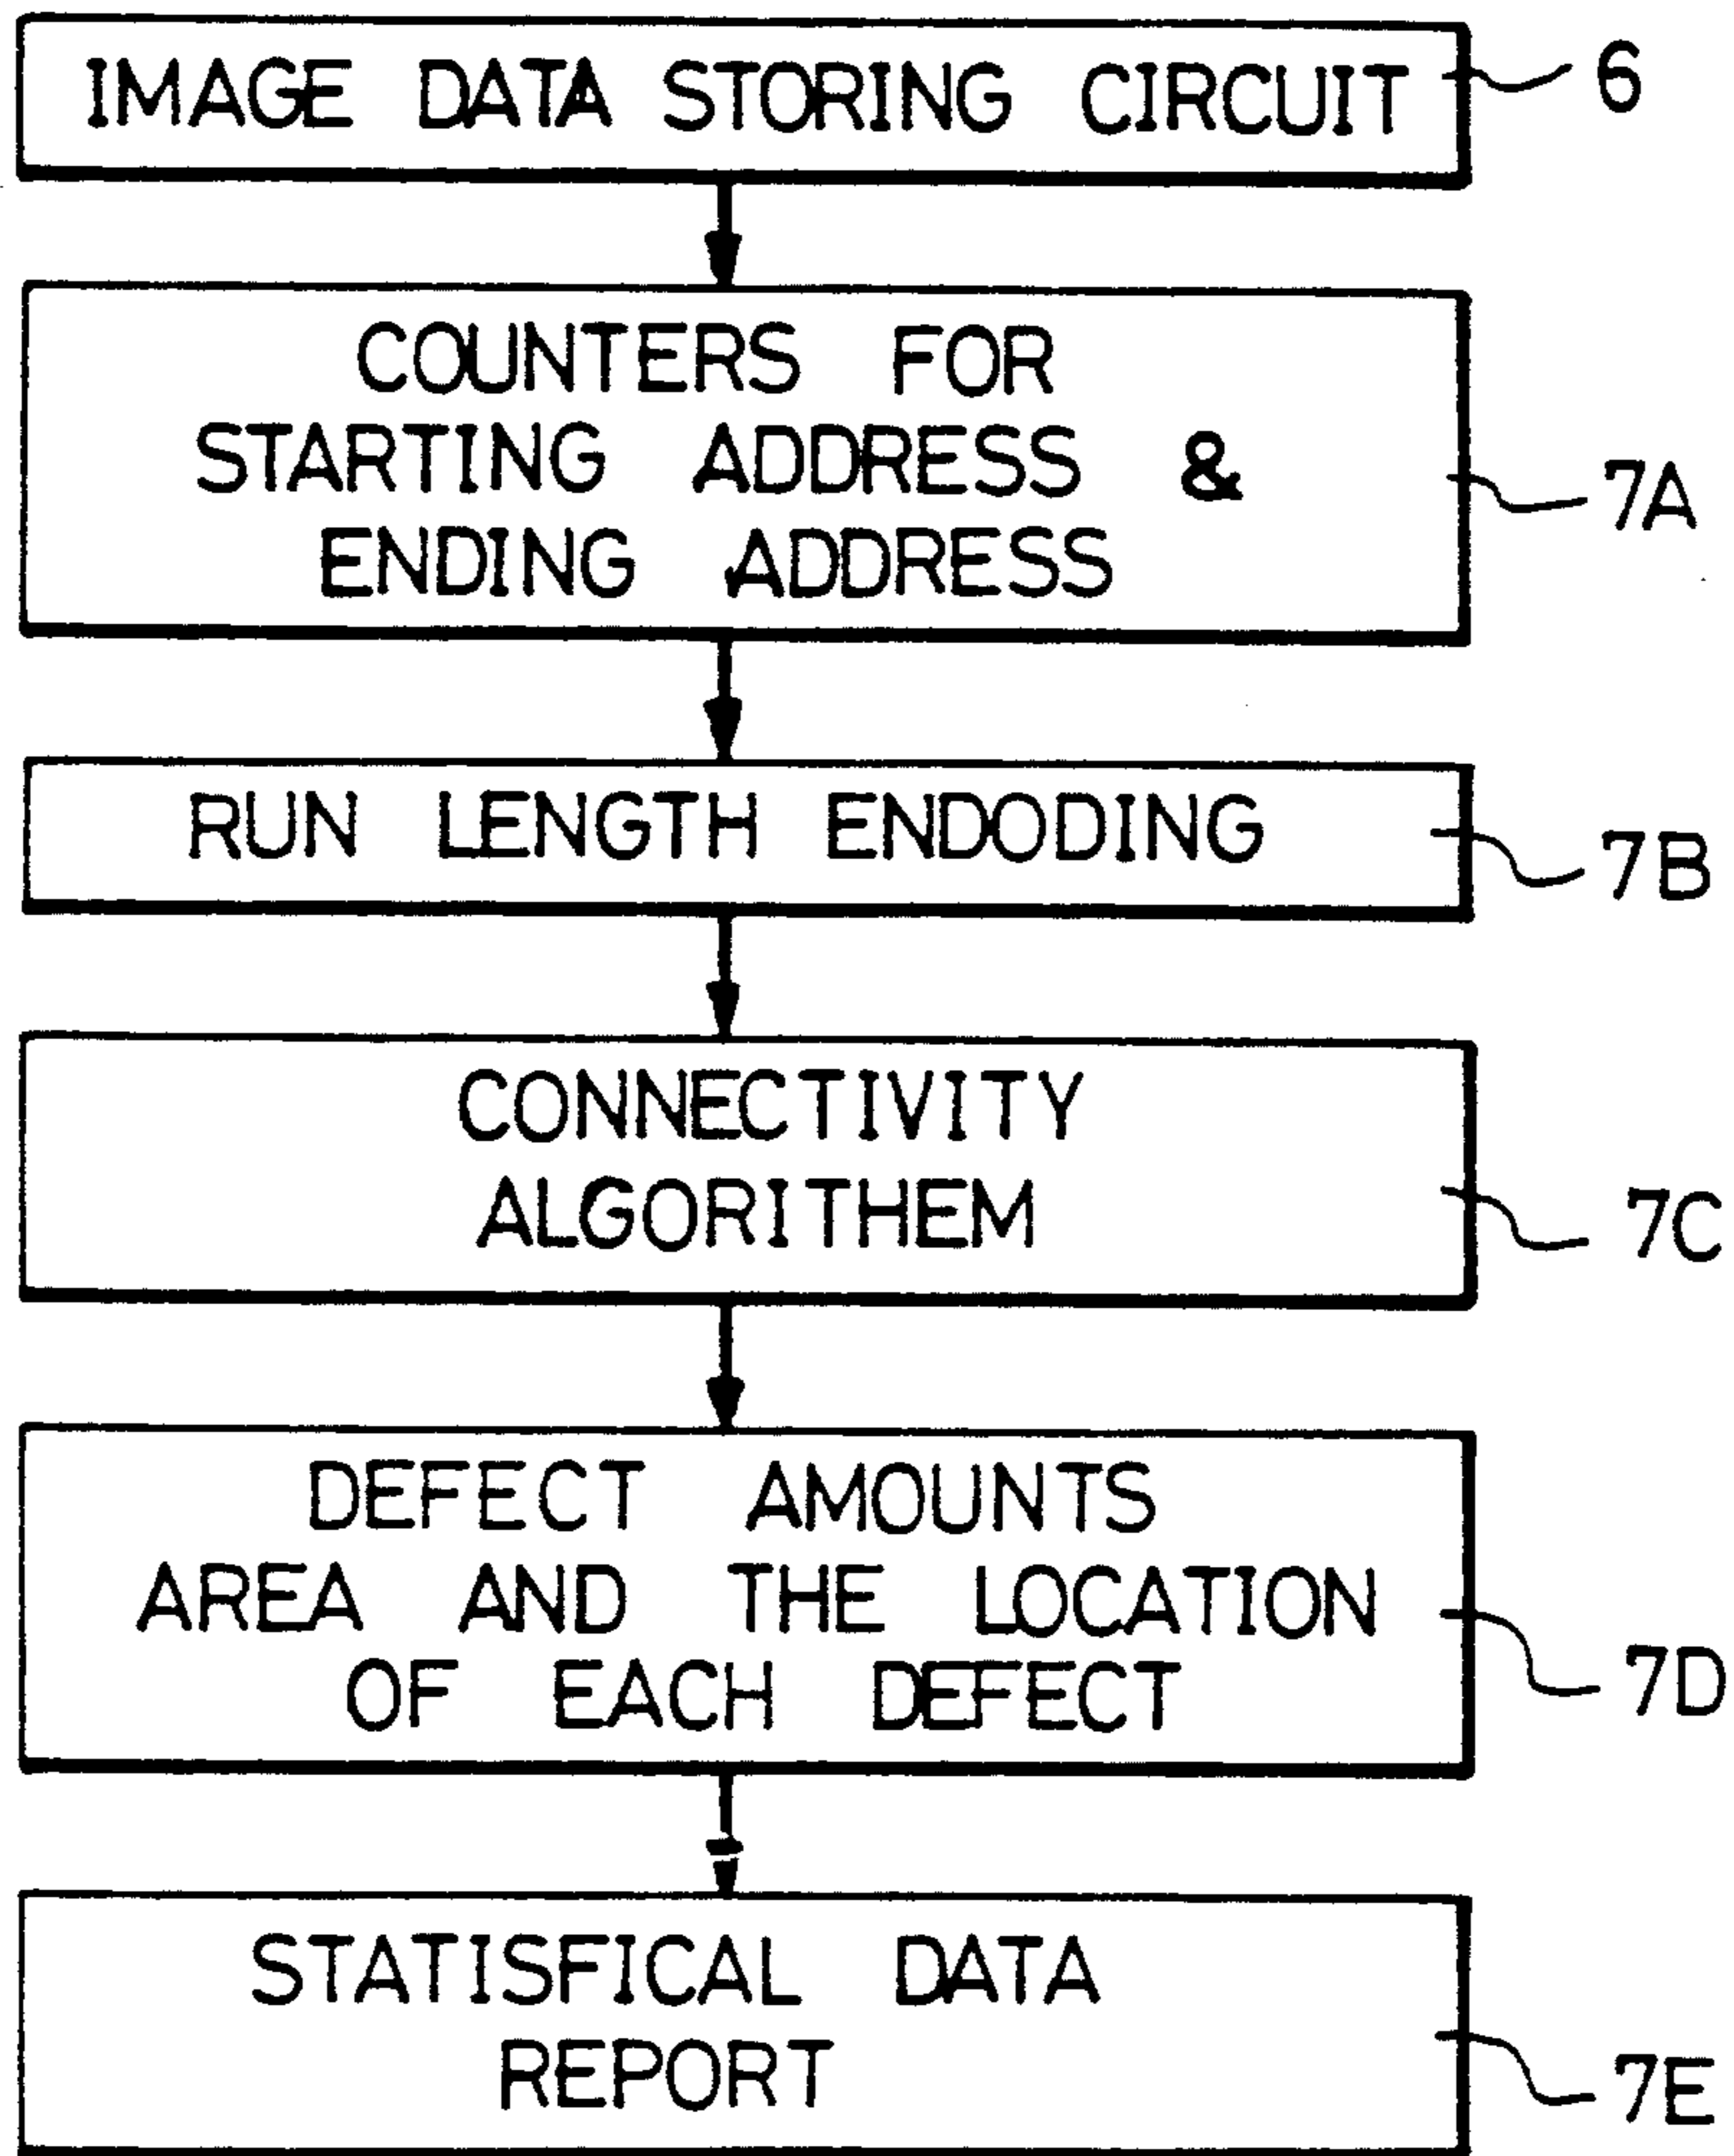 IMAGE DATA STORING CIRCUIT
6
COUNTERS FOR
STARTING ADDRESS &
ENDING ADDRESS
7A
RUN LENGTH ENDODING
7B
CONNECTIVITY
ALGORITHEM
7C
DEFECT AMOUNTS
AREA AND THE LOCATION
OF EACH DEFECT
7D
STATISFICAL DATA
REPORT
7E